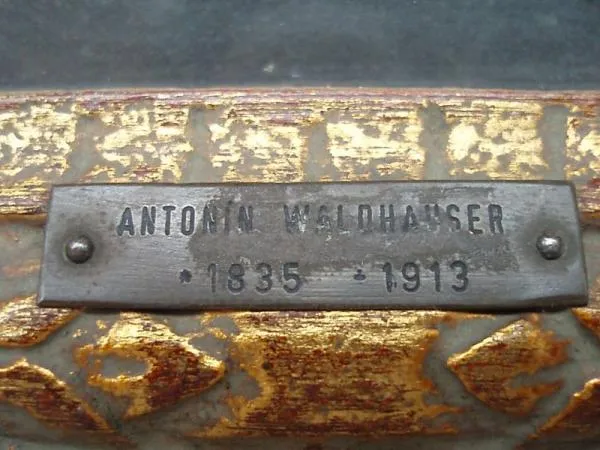 ANTONÍN WALDHAUSER
* 1835 - 1913